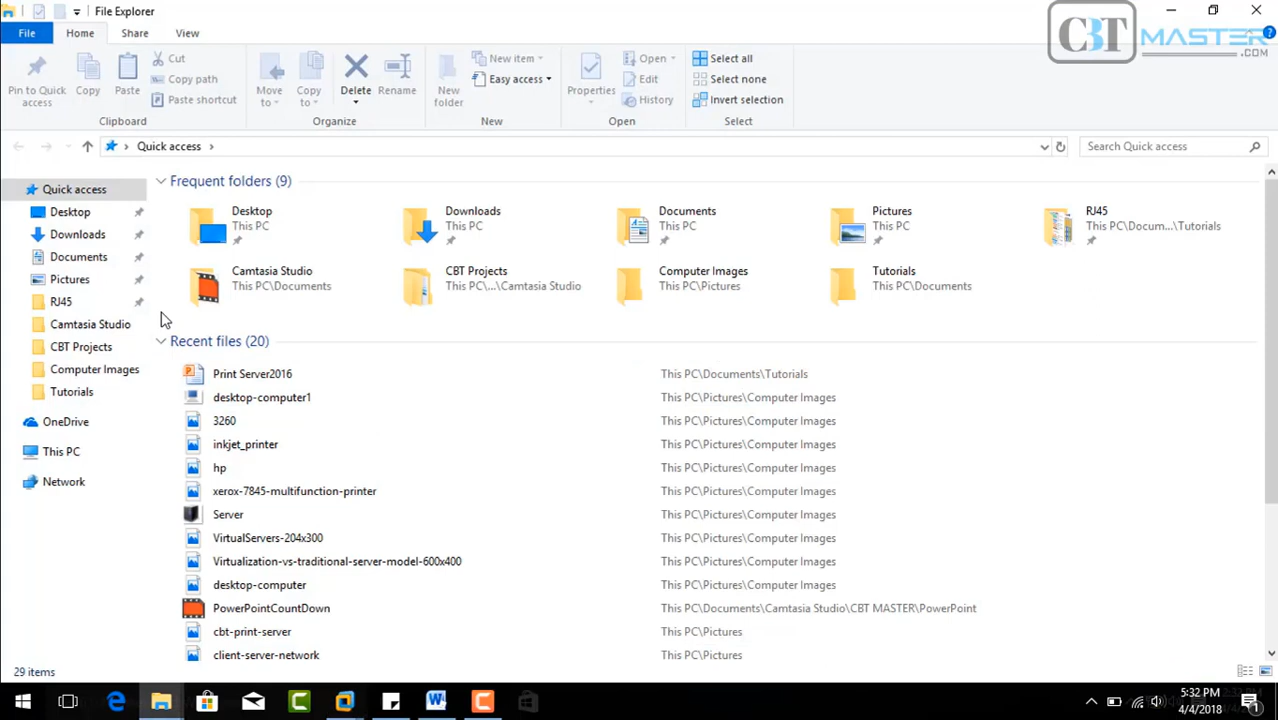 File Explorer
CBT MASTER
.COM
File Home Share View
Pin to Quick access
Copy
Paste
Cut
Copy path
Paste shortcut
Clipboard
Move to
Copy to
Delete
Rename
Organize
New folder
New item
Easy access
New
Properties
Open
Edit
History
Open
Select all
Select none
Invert selection
Select
Quick access
Search Quick access
Quick access
Desktop
Downloads
Documents
Pictures
RJ45
Camtasia Studio
CBT Projects
Computer Images
Tutorials
OneDrive
This PC
Network
Frequent folders (9)
Desktop
This PC
Downloads
This PC
Documents
This PC
Pictures
This PC
RJ45
This PC\Docum...\Tutorials
Camtasia Studio
This PC\Documents
CBT Projects
This PC\...\Camtasia Studio
Computer Images
This PC\Pictures
Tutorials
This PC\Documents
Recent files (20)
Print Server2016 This PC\Documents\Tutorials
desktop-computer1 This PC\Pictures\Computer Images
3260 This PC\Pictures\Computer Images
inkjet_printer This PC\Pictures\Computer Images
hp This PC\Pictures\Computer Images
xerox-7845-multifunction-printer This PC\Pictures\Computer Images
Server This PC\Pictures\Computer Images
VirtualServers-204x300 This PC\Pictures\Computer Images
Virtualization-vs-traditional-server-model-600x400 This PC\Pictures\Computer Images
desktop-computer This PC\Pictures\Computer Images
PowerPointCountDown This PC\Documents\Camtasia Studio\CBT MASTER\PowerPoint
cbt-print-server This PC\Pictures
client-server-network This PC\Pictures
29 items
5:32 PM
4/4/2018